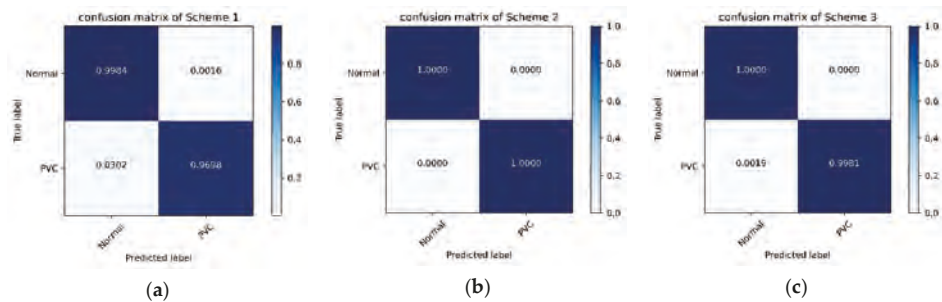 confusion matrix of Scheme 1
Normal
PVC
True label
0.9984
0.0016
0.0302
0.9698
Normal
PVC
Predicted label
0.8
0.6
0.4
0.2
(a)
confusion matrix of Scheme 2
Normal
PVC
True label
1.0000
0.0000
0.0000
1.0000
Normal
PVC
Predicted label
1.0
0.8
0.6
0.4
0.2
0.0
(b)
confusion matrix of Scheme 3
Normal
PVC
True label
1.0000
0.0000
0.0019
0.9981
Normal
PVC
Predicted label
1.0
0.8
0.6
0.4
0.2
0.0
(c)